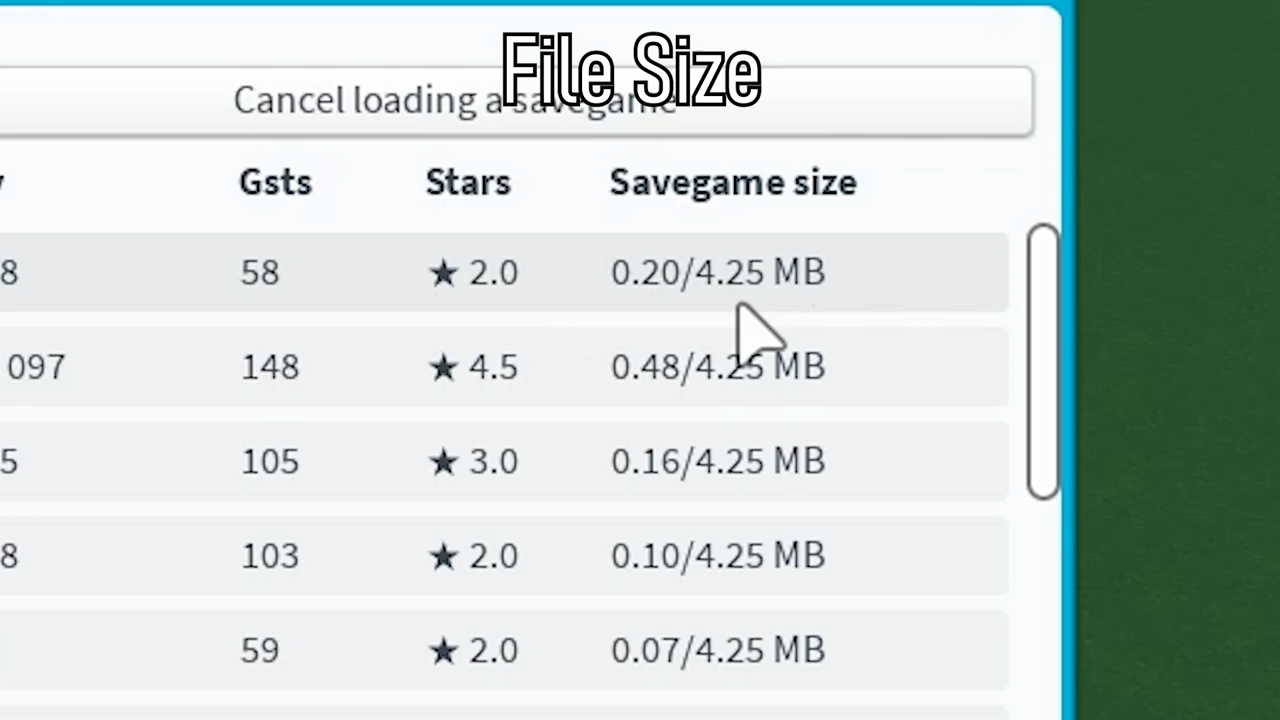 File Size
Cancel loading a savegame
y Gsts Stars Savegame size
8 58 ★ 2.0 0.20/4.25 MB
097 148 ★ 4.5 0.48/4.25 MB
5 105 ★ 3.0 0.16/4.25 MB
8 103 ★ 2.0 0.10/4.25 MB
59 ★ 2.0 0.07/4.25 MB